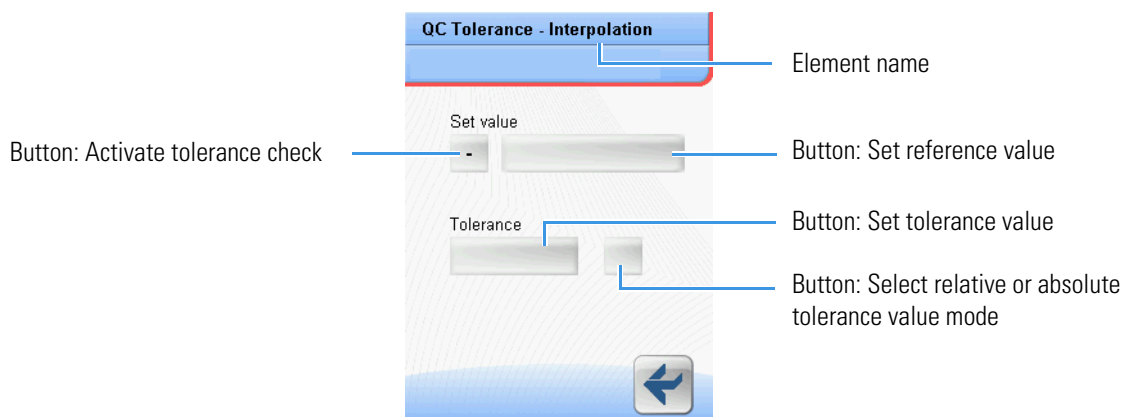 QC Tolerance - Interpolation
Element name
Set value
Button: Activate tolerance check
-
Button: Set reference value
Tolerance
Button: Set tolerance value
Button: Select relative or absolute
tolerance value mode